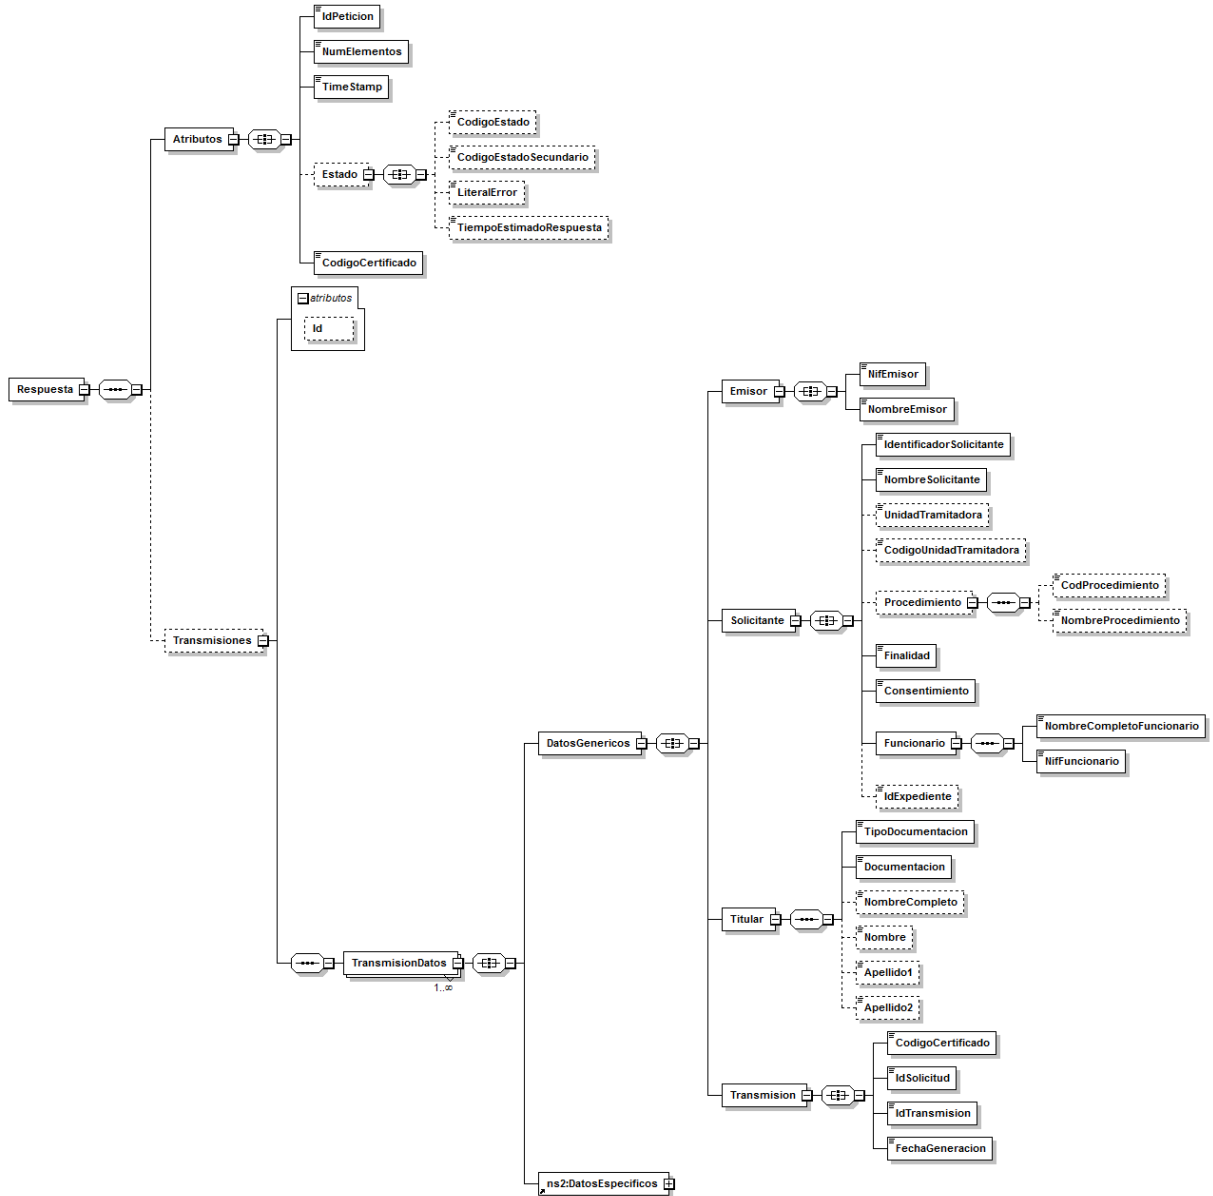 IdPeticion
NumElementos
TimeStamp
CodigoEstado
Atributos
CodigoEstadoSecundario
Estado
LiteralError
TiempoEstimadoRespuesta
CodigoCertificado
atributos
Id
Respuesta
NifEmisor
Emisor
NombreEmisor
IdentificadorSolicitante
NombreSolicitante
UnidadTramitadora
CodigoUnidadTramitadora
CodProcedimiento
Procedimiento
NombreProcedimiento
Solicitante
Transmisiones
Finalidad
Consentimiento
NombreCompletoFuncionario
DatosGenericos
Funcionario
NifFuncionario
IdExpediente
TipoDocumentacion
Documentacion
NombreCompleto
Titular
Nombre
TransmisionDatos
1..∞
Apellido1
Apellido2
CodigoCertificado
IdSolicitud
Transmision
IdTransmision
FechaGeneracion
ns2:DatosEspecificos